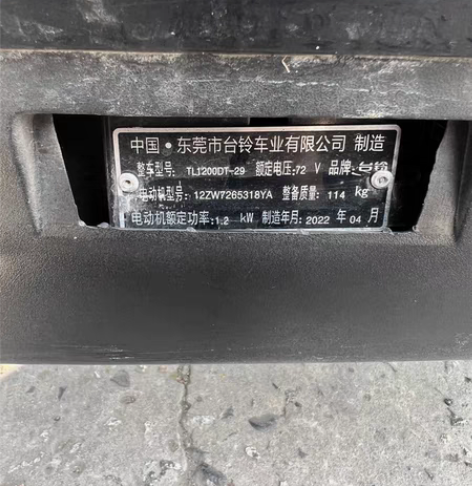 中国·东莞市台铃车业有限公司 制造
整车型号: TL1200DT-29 额定电压: 72 V 品牌: 台铃
电动机型号: 12ZW7265318YA 整备质量: 114 kg
电动机额定功率: 1.2 kW 制造年月: 2022 年 04 月